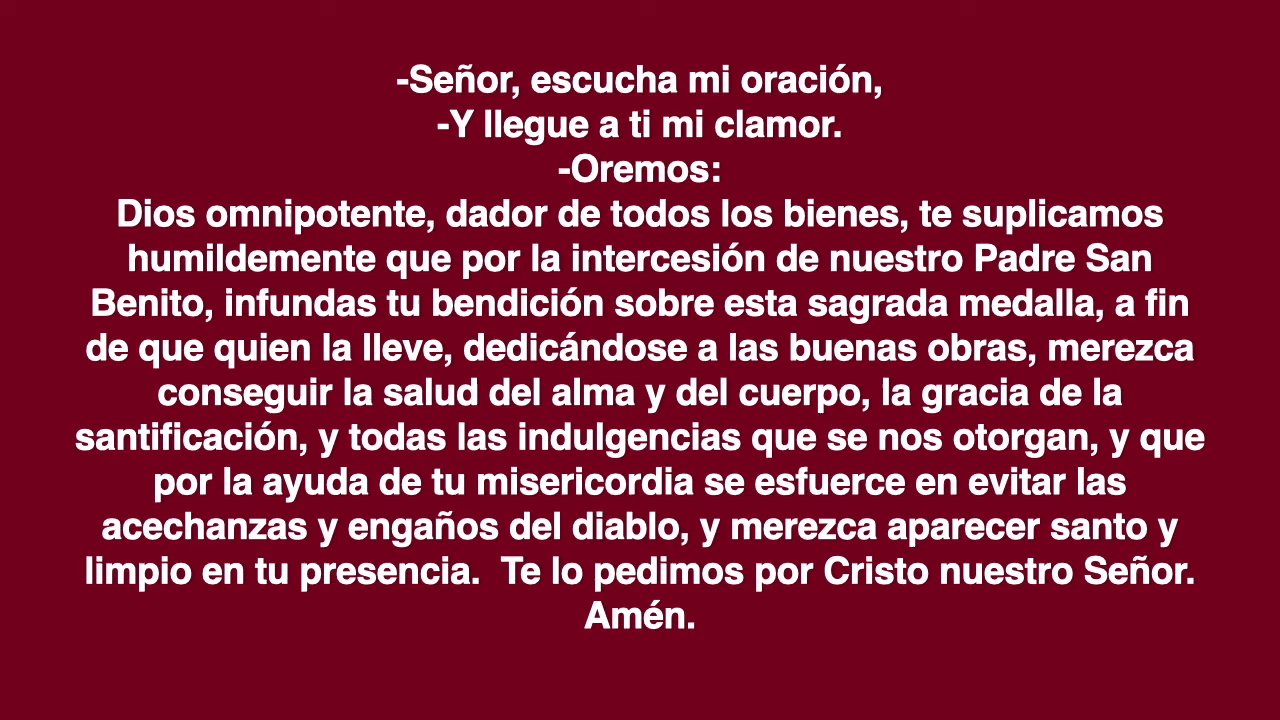 -Señor, escucha mi oración,
-Y llegue a ti mi clamor.
-Oremos:
Dios omnipotente, dador de todos los bienes, te suplicamos
humildemente que por la intercesión de nuestro Padre San
Benito, infundas tu bendición sobre esta sagrada medalla, a fin
de que quien la lleve, dedicándose a las buenas obras, merezca
conseguir la salud del alma y del cuerpo, la gracia de la
santificación, y todas las indulgencias que se nos otorgan, y que
por la ayuda de tu misericordia se esfuerce en evitar las
acechanzas y engaños del diablo, y merezca aparecer santo y
limpio en tu presencia.  Te lo pedimos por Cristo nuestro Señor.
Amén.